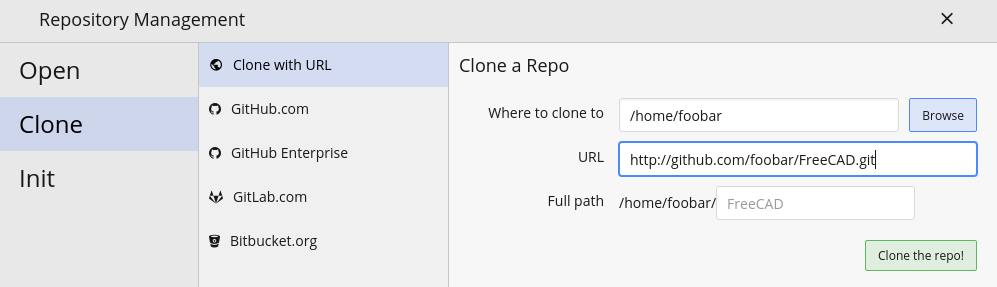 Repository Management
Open
Clone
Init
Clone with URL
GitHub.com
GitHub Enterprise
GitLab.com
Bitbucket.org
Clone a Repo
Where to clone to /home/foobar Browse
URL http://github.com/foobar/FreeCAD.git
Full path /home/foobar/ FreeCAD
Clone the repo!